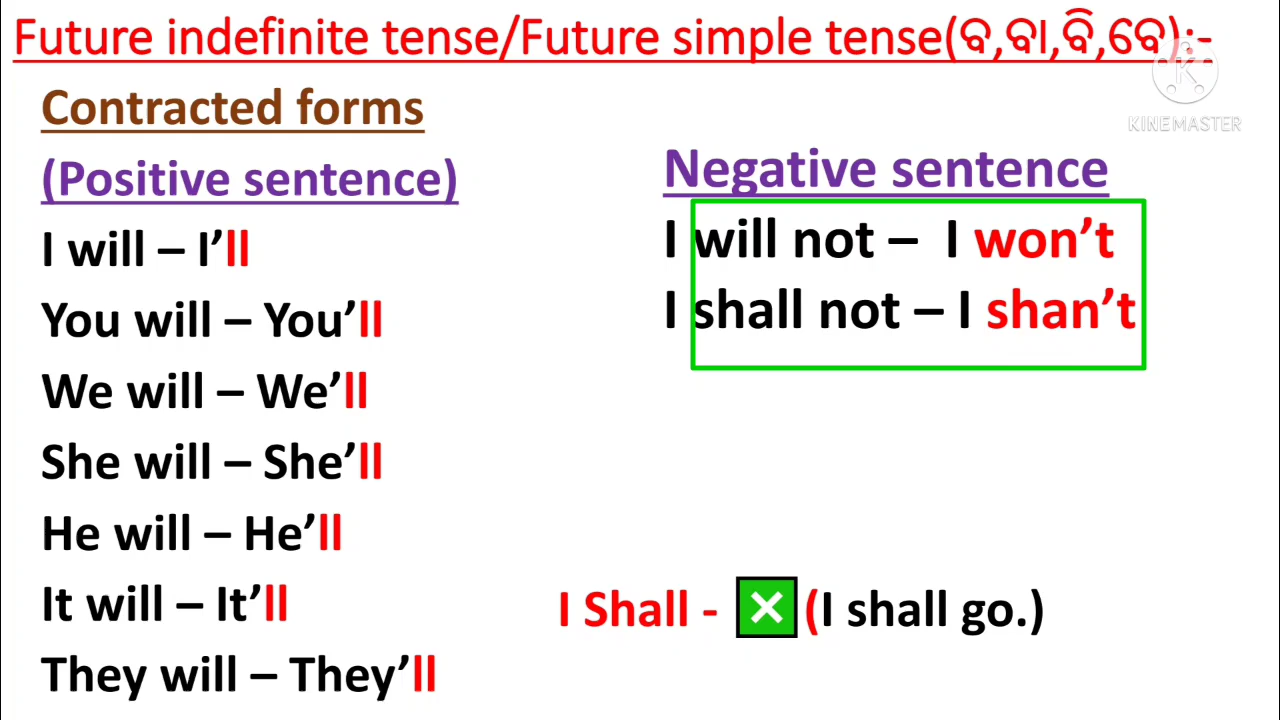 Future indefinite tense/Future simple tense(ବ,ବା,ବି,ବେ):-
KINEMASTER
Contracted forms
(Positive sentence)
I will – I’ll
You will – You’ll
We will – We’ll
She will – She’ll
He will – He’ll
It will – It’ll
They will – They’ll
Negative sentence
I will not – I won’t
I shall not – I shan’t
I Shall - ❎ (I shall go.)